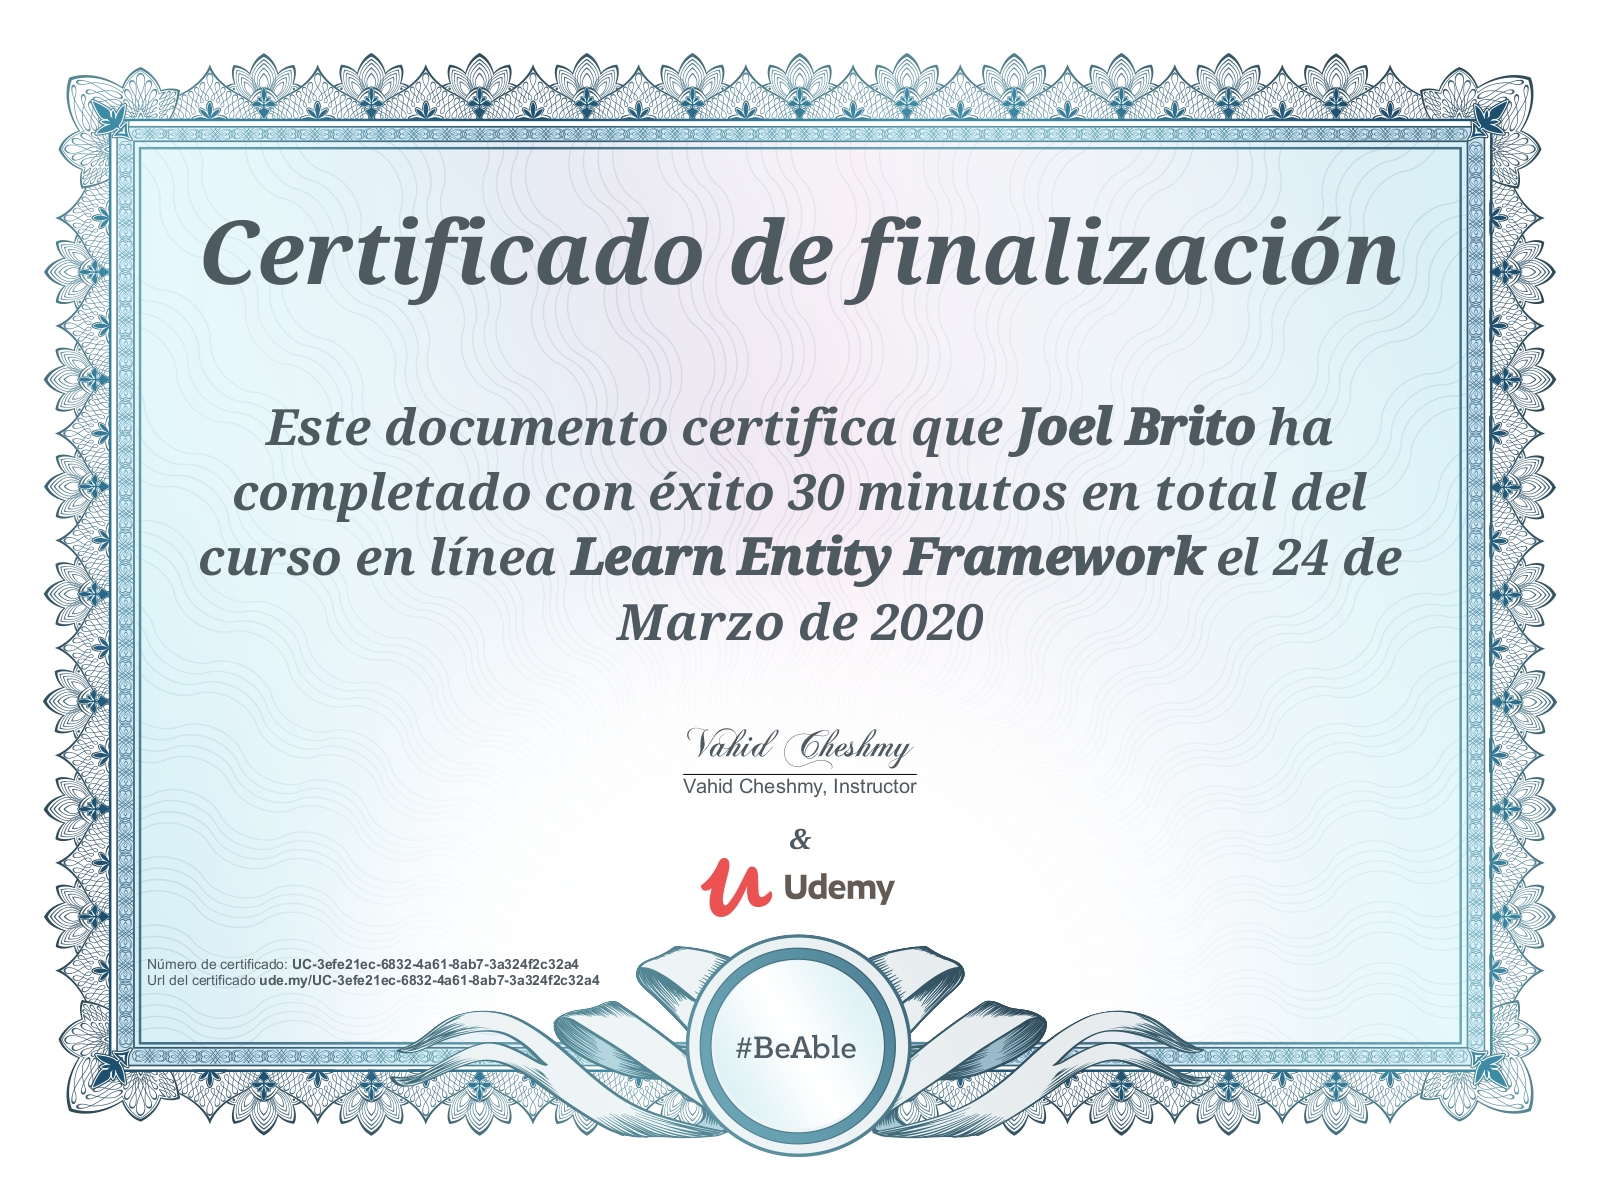 Certificado de finalización
Este documento certifica que Joel Brito ha
completado con éxito 30 minutos en total del
curso en línea Learn Entity Framework el 24 de
Marzo de 2020
Vahid Cheshmy
Vahid Cheshmy, Instructor
&
Udemy
Número de certificado: UC-3efe21ec-6832-4a61-8ab7-3a324f2c32a4
Url del certificado ude.my/UC-3efe21ec-6832-4a61-8ab7-3a324f2c32a4
#BeAble